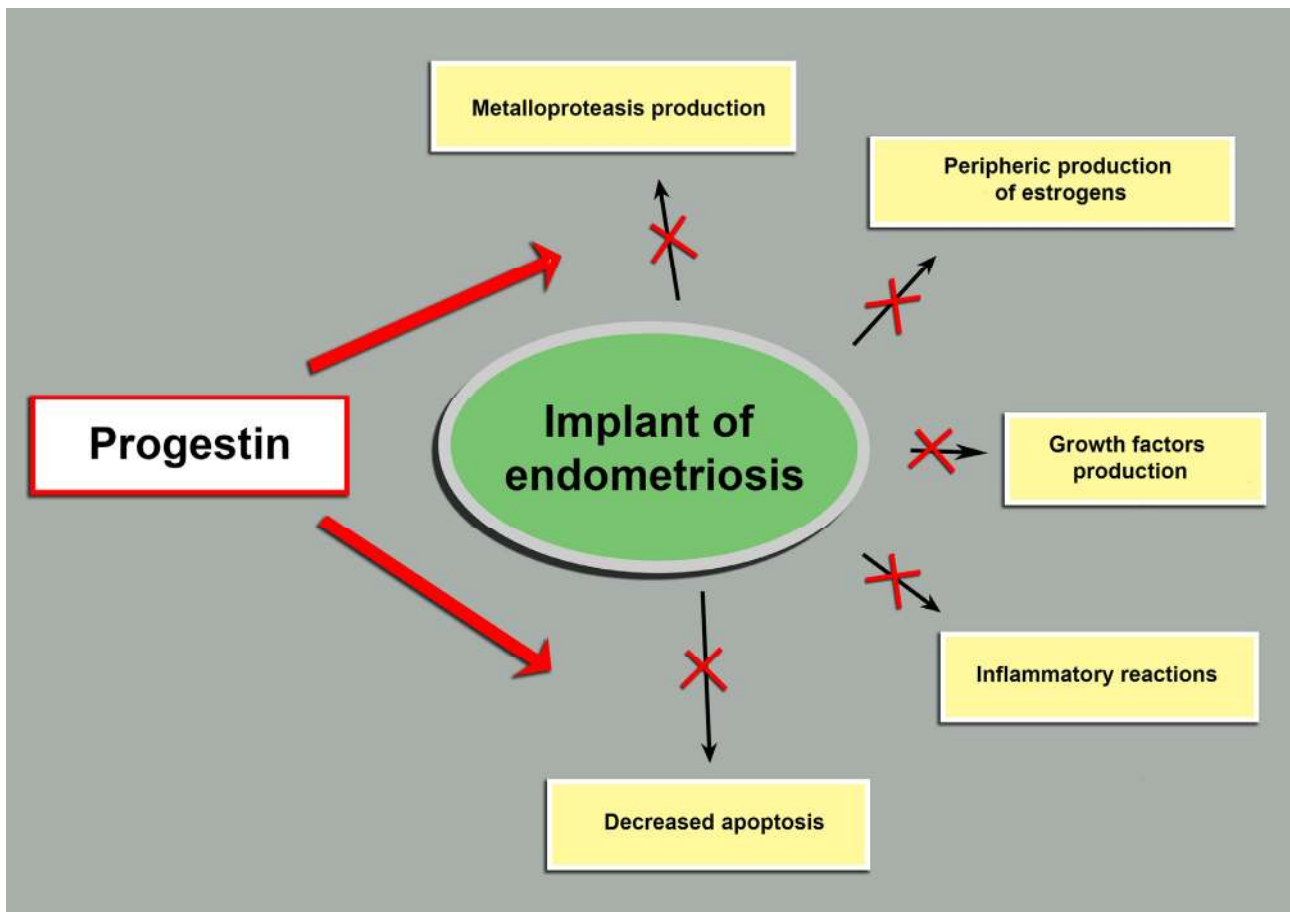 Metalloproteasis production
Peripheric production
of estrogens
Progestin
Implant of
endometriosis
Growth factors
production
Inflammatory reactions
Decreased apoptosis